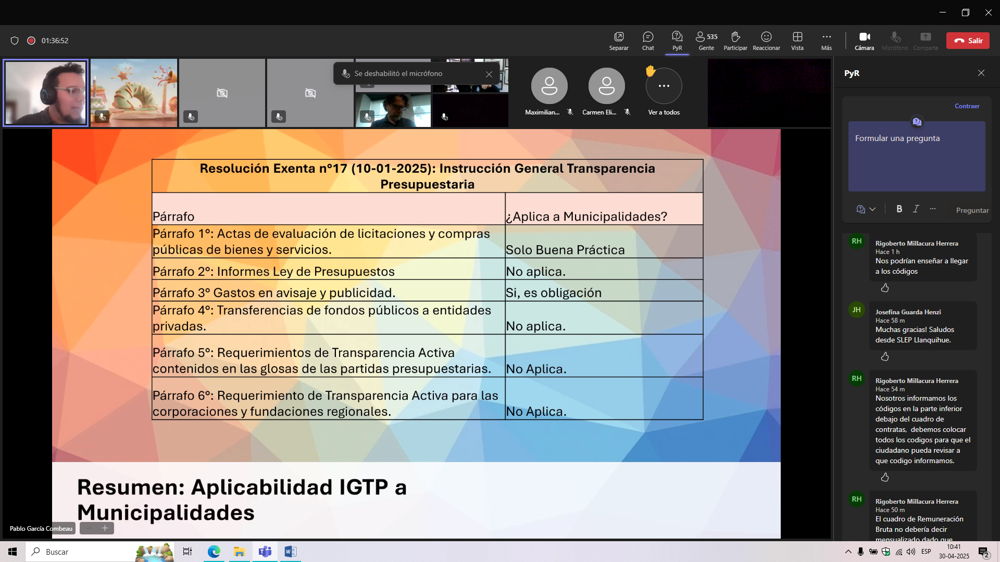 01:36:52
Separar
Chat
PyR
535
Gente
Participar
Reaccionar
Vista
Más
Cámara
Micrófono
Comparte
Salir
Se deshabilitó el micrófono
Maximilian...
Carmen Eli...
Ver a todos
Resolución Exenta n°17 (10-01-2025): Instrucción General Transparencia
Presupuestaria
Párrafo
¿Aplica a Municipalidades?
Párrafo 1°: Actas de evaluación de licitaciones y compras
públicas de bienes y servicios.
Solo Buena Práctica
Párrafo 2°: Informes Ley de Presupuestos
No aplica.
Párrafo 3° Gastos en avisaje y publicidad.
Si, es obligación
Párrafo 4°: Transferencias de fondos públicos a entidades
privadas.
No aplica.
Párrafo 5°: Requerimientos de Transparencia Activa
contenidos en las glosas de las partidas presupuestarias.
No Aplica.
Párrafo 6°: Requerimiento de Transparencia Activa para las
corporaciones y fundaciones regionales.
No Aplica.
Resumen: Aplicabilidad IGTP a
Municipalidades
Pablo García Combeau
PyR
Contraer
Formular una pregunta
Preguntar
RH
Rigoberto Millacura Herrera
Hace 1 h
Nos podrían enseñar a llegar
a los códigos
JH
Josefina Guarda Henzi
Hace 58 m
Muchas gracias! Saludos
desde SLEP Llanquihue.
RH
Rigoberto Millacura Herrera
Hace 54 m
Nosotros informamos los
códigos en la parte inferior
debajo del cuadro de
contratas, debemos colocar
todos los codigos para que el
ciudadano pueda revisar a
que codigo informamos.
RH
Rigoberto Millacura Herrera
Hace 50 m
El cuadro de Remuneración
Bruta no debería decir
mensualizado dado que
Buscar
ESP
10:41
30-04-2025
2